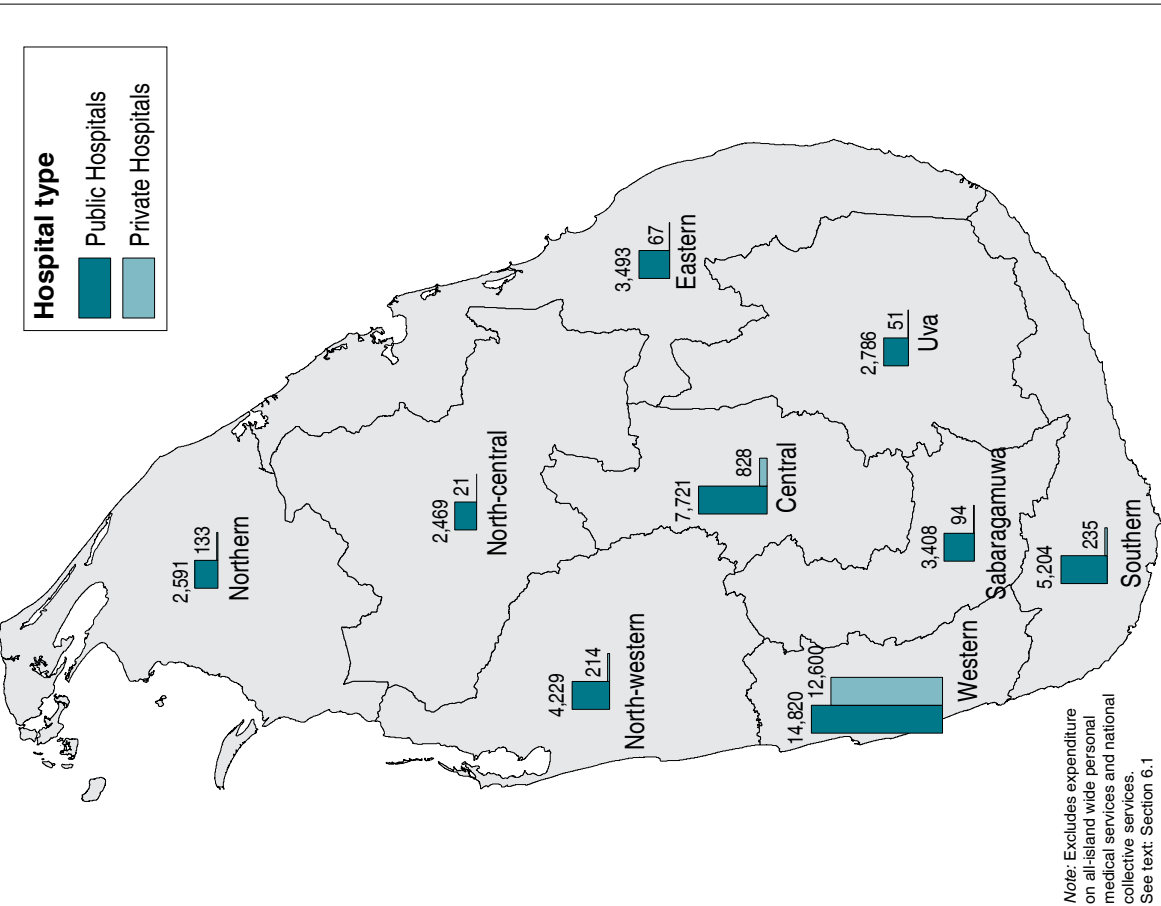 Hospital type
Public Hospitals
Private Hospitals
2,591 133
Northern
2,469 21
North-central
3,493 67
Eastern
4,229 214
North-western
7,721 828
Central
2,786 51
Uva
14,820 12,600
Western
3,408 94
Sabaragamuwa
5,204 235
Southern
Note: Excludes expenditure
on all-island wide personal
medical services and national
collective services.
See text: Section 6.1